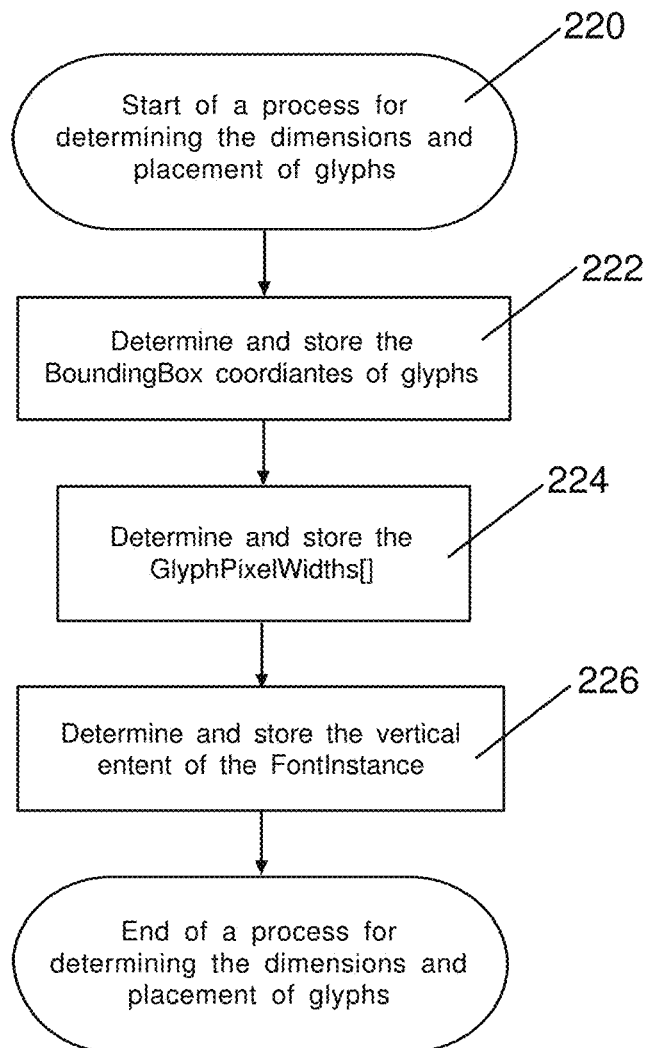 220
Start of a process for
determining the dimensions and
placement of glyphs
222
Determine and store the
BoundingBox coordiantes of glyphs
224
Determine and store the
GlyphPixelWidths[]
226
Determine and store the vertical
entent of the FontInstance
End of a process for
determining the dimensions and
placement of glyphs